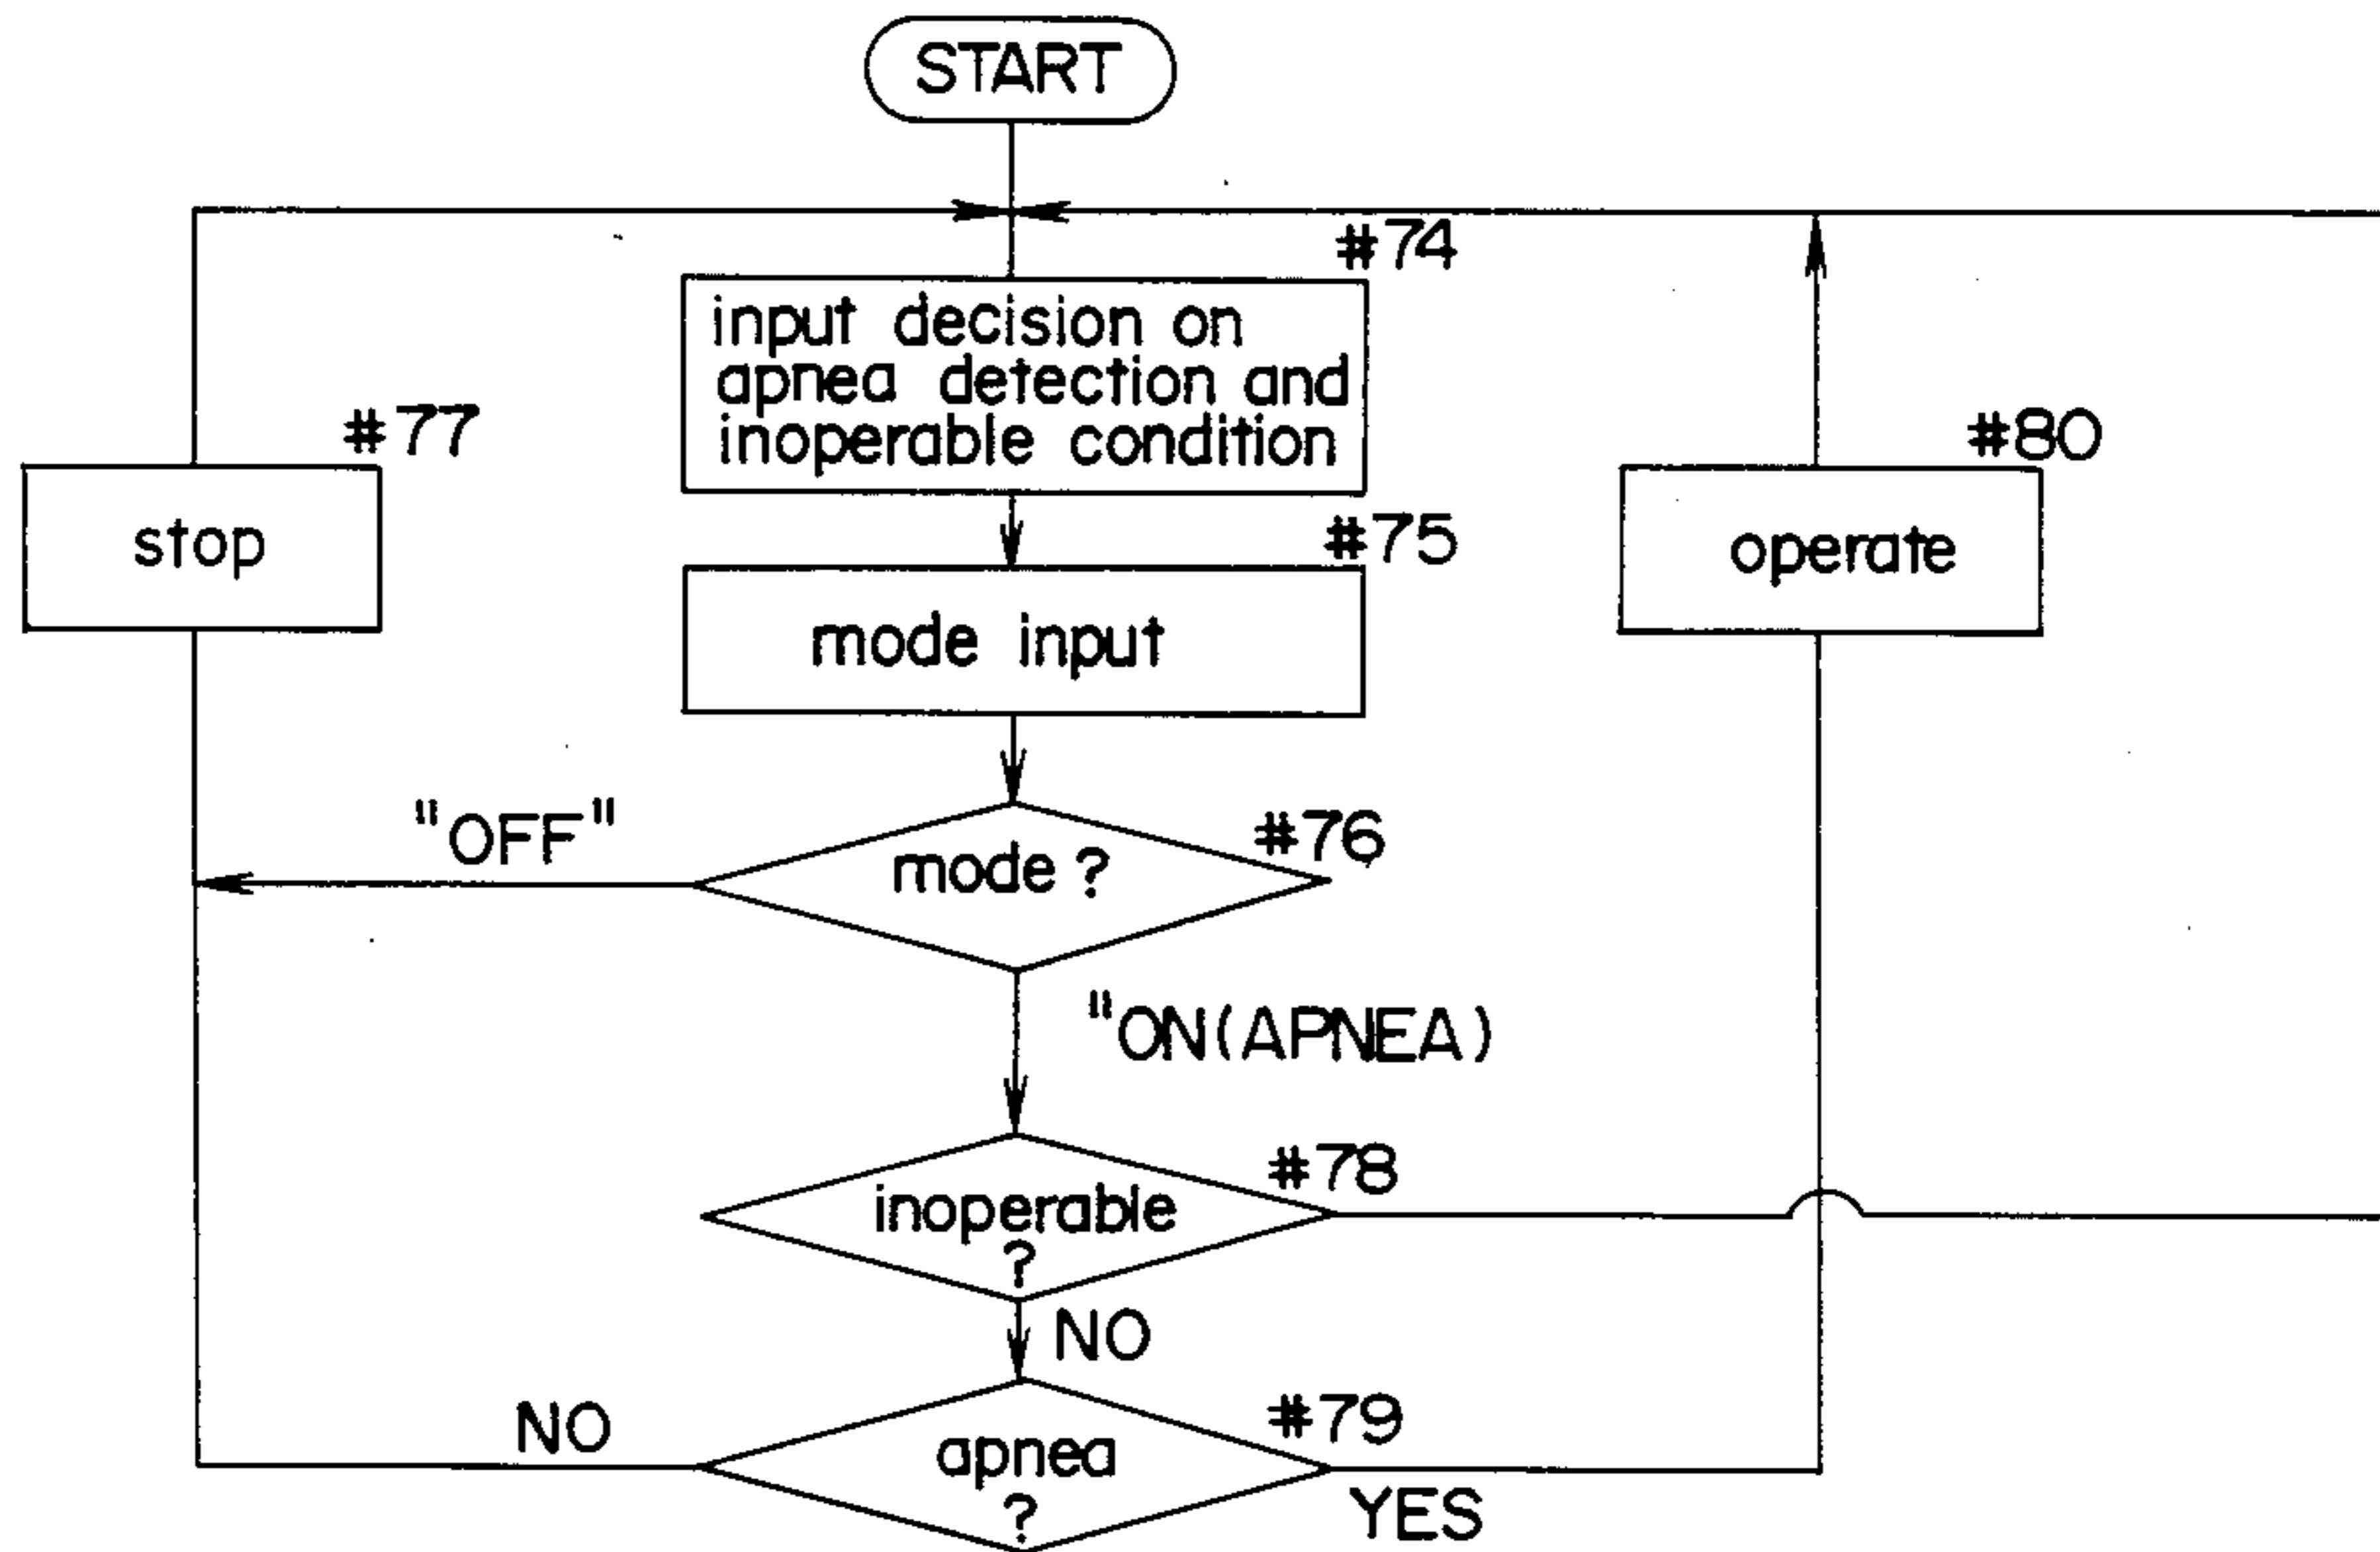 START
#74
input decision on
apnea detection and
inoperable condition
#77
stop
#80
operate
#75
mode input
"OFF"
#76
mode ?
"ON(APNEA)
#78
inoperable
?
NO
#79
NO
apnea
?
YES